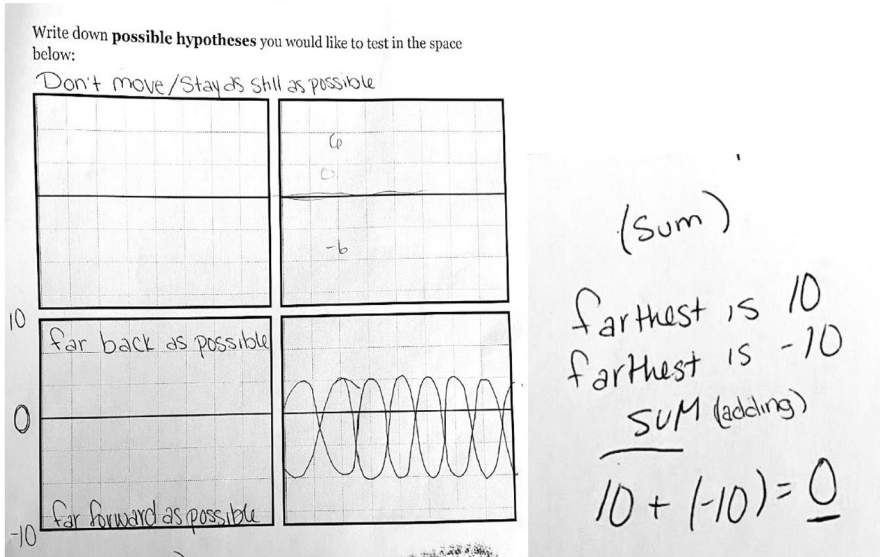 Write down possible hypotheses you would like to test in the space
below:
Don't move/Stay as still as possible
6
0
-6
10
far back as possible
0
far forward as possible
-10
(Sum)
farthest is 10
farthest is -10
SUM (adding)
10 + (-10) = 0